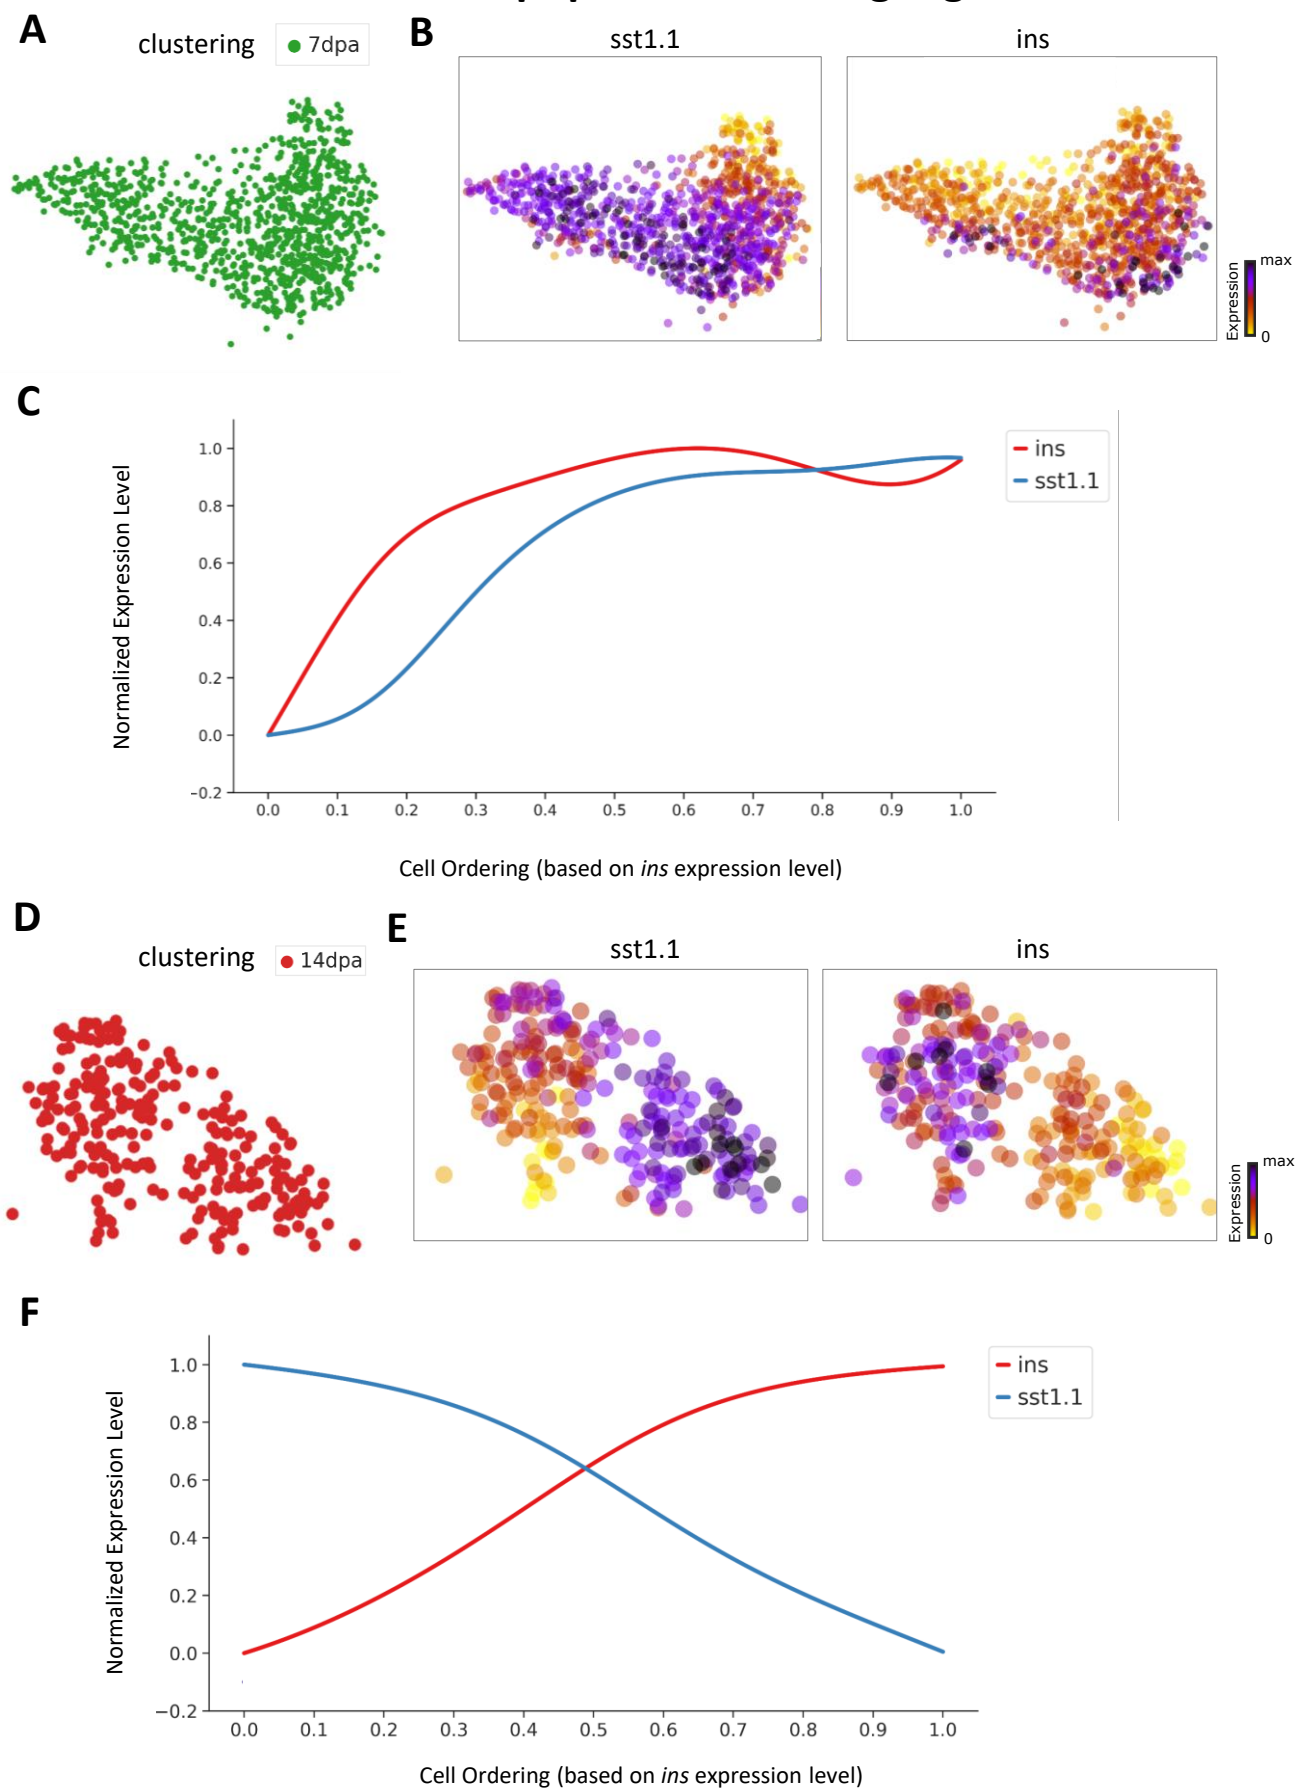 A
clustering
7dpa
B
sst1.1
ins
Expression
max
0
C
Normalized Expression Level
1.0
0.8
0.6
0.4
0.2
0.0
−0.2
0.0 0.1 0.2 0.3 0.4 0.5 0.6 0.7 0.8 0.9 1.0
ins
sst1.1
Cell Ordering (based on ins expression level)
D
clustering
14dpa
E
sst1.1
ins
Expression
max
0
F
Normalized Expression Level
1.0
0.8
0.6
0.4
0.2
0.0
−0.2
0.0 0.1 0.2 0.3 0.4 0.5 0.6 0.7 0.8 0.9 1.0
ins
sst1.1
Cell Ordering (based on ins expression level)